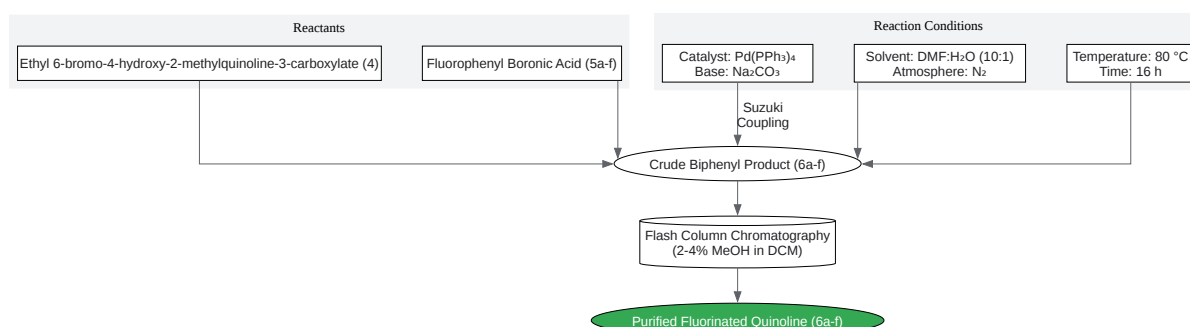 Reactants
Reaction Conditions
Ethyl 6-bromo-4-hydroxy-2-methylquinoline-3-carboxylate (4)
Fluorophenyl Boronic Acid (5a-f)
Catalyst: Pd(PPh₃)₄
Base: Na₂CO₃
Solvent: DMF:H₂O (10:1)
Atmosphere: N₂
Temperature: 80 °C
Time: 16 h
Suzuki
Coupling
Crude Biphenyl Product (6a-f)
Flash Column Chromatography
(2-4% MeOH in DCM)
Purified Fluorinated Quinoline (6a-f)